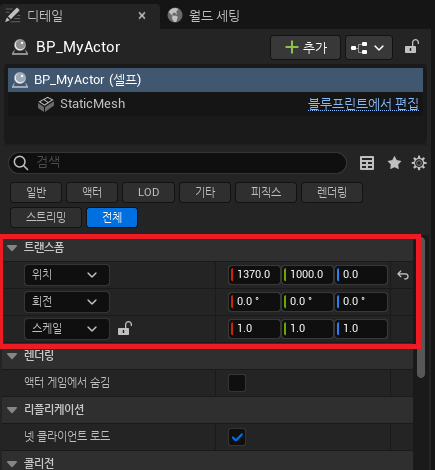 디테일 × 월드 세팅
BP_MyActor + 추가
BP_MyActor (셀프)
StaticMesh 블루프린트에서 편집
검색
일반 액터 LOD 기타 피직스 렌더링
스트리밍 전체
트랜스폼
위치 1370.0 1000.0 0.0
회전 0.0 ° 0.0 ° 0.0 °
스케일 1.0 1.0 1.0
렌더링
액터 게임에서 숨김
리플리케이션
넷 클라이언트 로드
콜리전